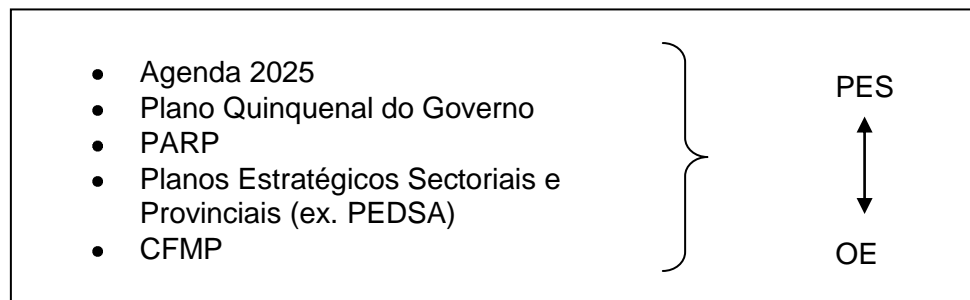 • Agenda 2025
• Plano Quinquenal do Governo
• PARP
• Planos Estratégicos Sectoriais e
Provinciais (ex. PEDSA)
• CFMP
PES
OE